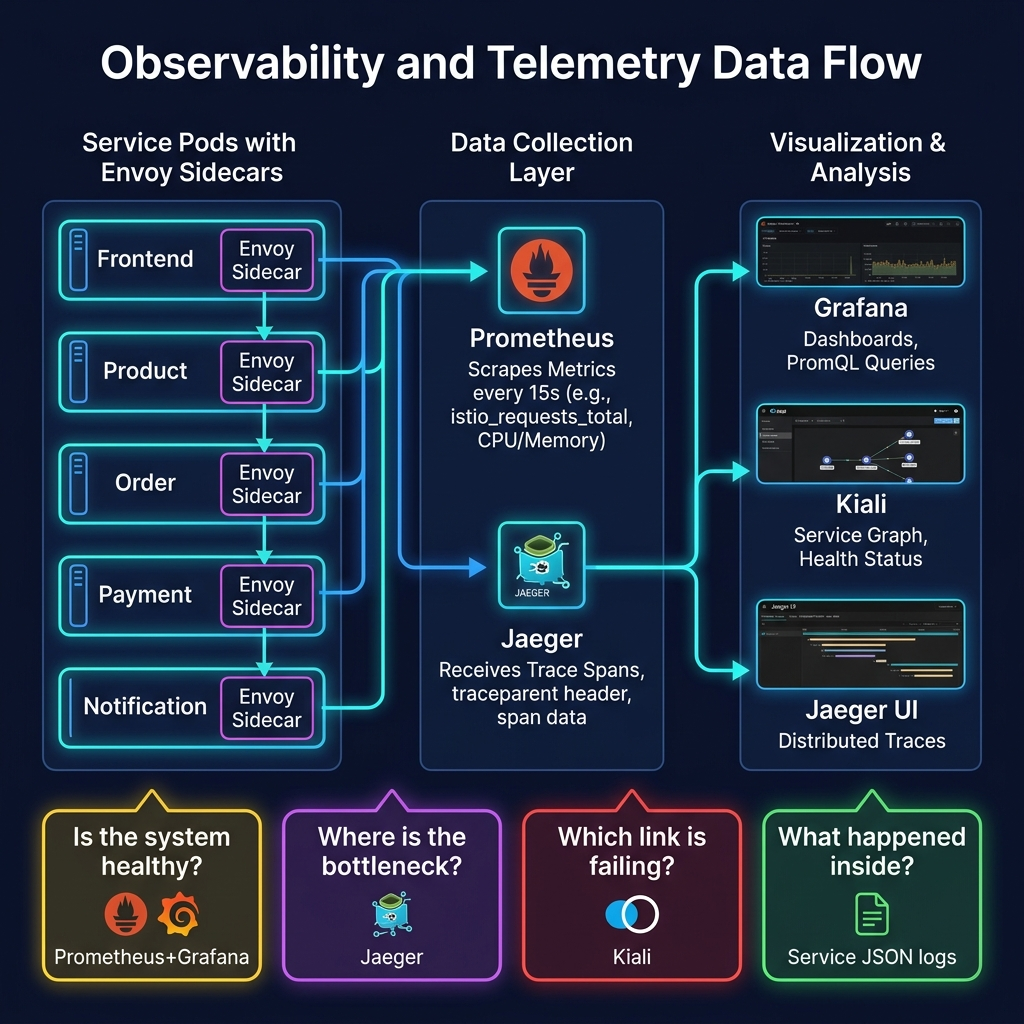 Observability and Telemetry Data Flow
Service Pods with
Envoy Sidecars
Frontend
Envoy
Sidecar
Product
Envoy
Sidecar
Order
Envoy
Sidecar
Payment
Envoy
Sidecar
Notification
Envoy
Sidecar
Data Collection
Layer
Prometheus
Scrapes Metrics
every 15s (e.g.,
istio_requests_total,
CPU/Memory)
JAEGER
Jaeger
Receives Trace Spans,
traceparent header,
span data
Visualization &
Analysis
Grafana
Dashboards,
PromQL Queries
Kiali
Service Graph,
Health Status
Jaeger UI
Distributed Traces
Is the system
healthy?
Prometheus+Grafana
Where is the
bottleneck?
Jaeger
Which link is
failing?
Kiali
What happened
inside?
Service JSON logs